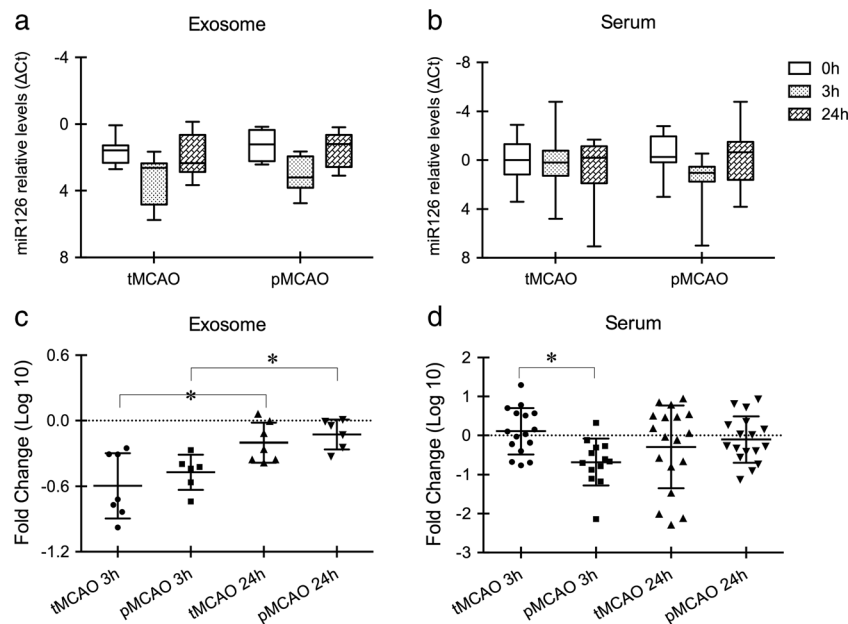 a
Exosome
miR126 relative levels (ΔCt)
-4
0
4
8
tMCAO
pMCAO
b
Serum
miR126 relative levels (ΔCt)
-8
-4
0
4
8
tMCAO
pMCAO
0h
3h
24h
c
Exosome
Fold Change (Log 10)
0.6
0.0
-0.6
-1.2
*
*
tMCAO 3h
pMCAO 3h
tMCAO 24h
pMCAO 24h
d
Serum
Fold Change (Log 10)
2
1
0
-1
-2
-3
*
tMCAO 3h
pMCAO 3h
tMCAO 24h
pMCAO 24h